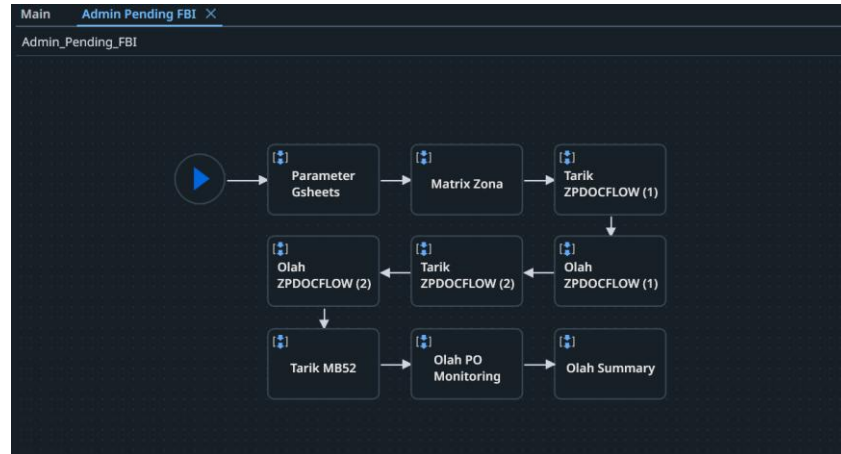 Main
Admin Pending FBI
Admin_Pending_FBI
Parameter
Gsheets
Matrix Zona
Tarik
ZPDOCFLOW (1)
Olah
ZPDOCFLOW (1)
Tarik
ZPDOCFLOW (2)
Olah
ZPDOCFLOW (2)
Tarik MB52
Olah PO
Monitoring
Olah Summary